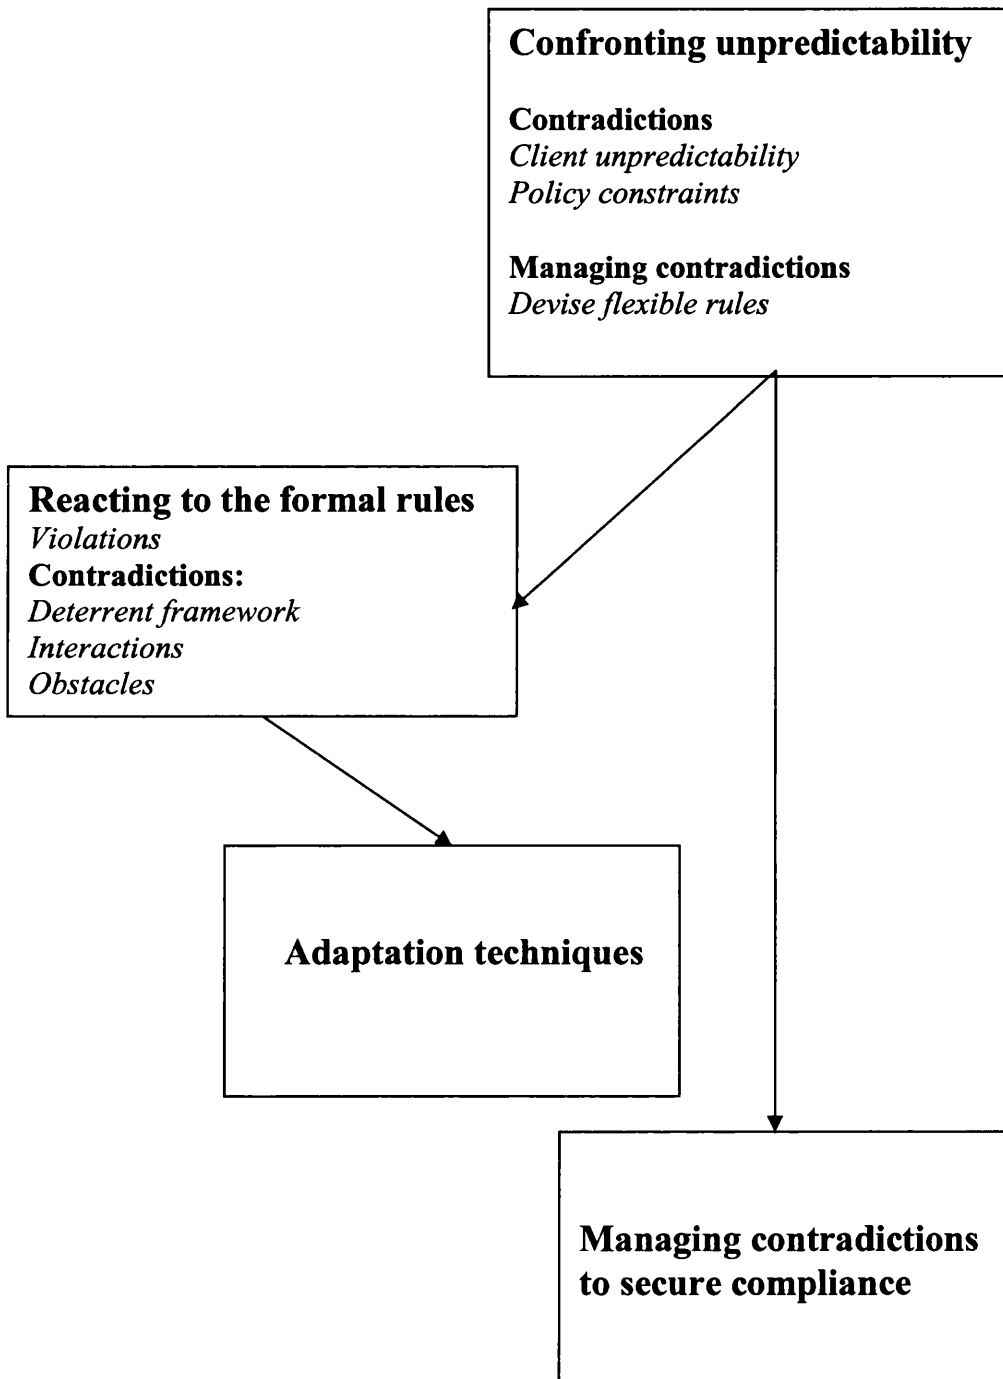 Confronting unpredictability
Contradictions
Client unpredictability
Policy constraints
Managing contradictions
Devise flexible rules
Reacting to the formal rules
Violations
Contradictions:
Deterrent framework
Interactions
Obstacles
Adaptation techniques
Managing contradictions
to secure compliance